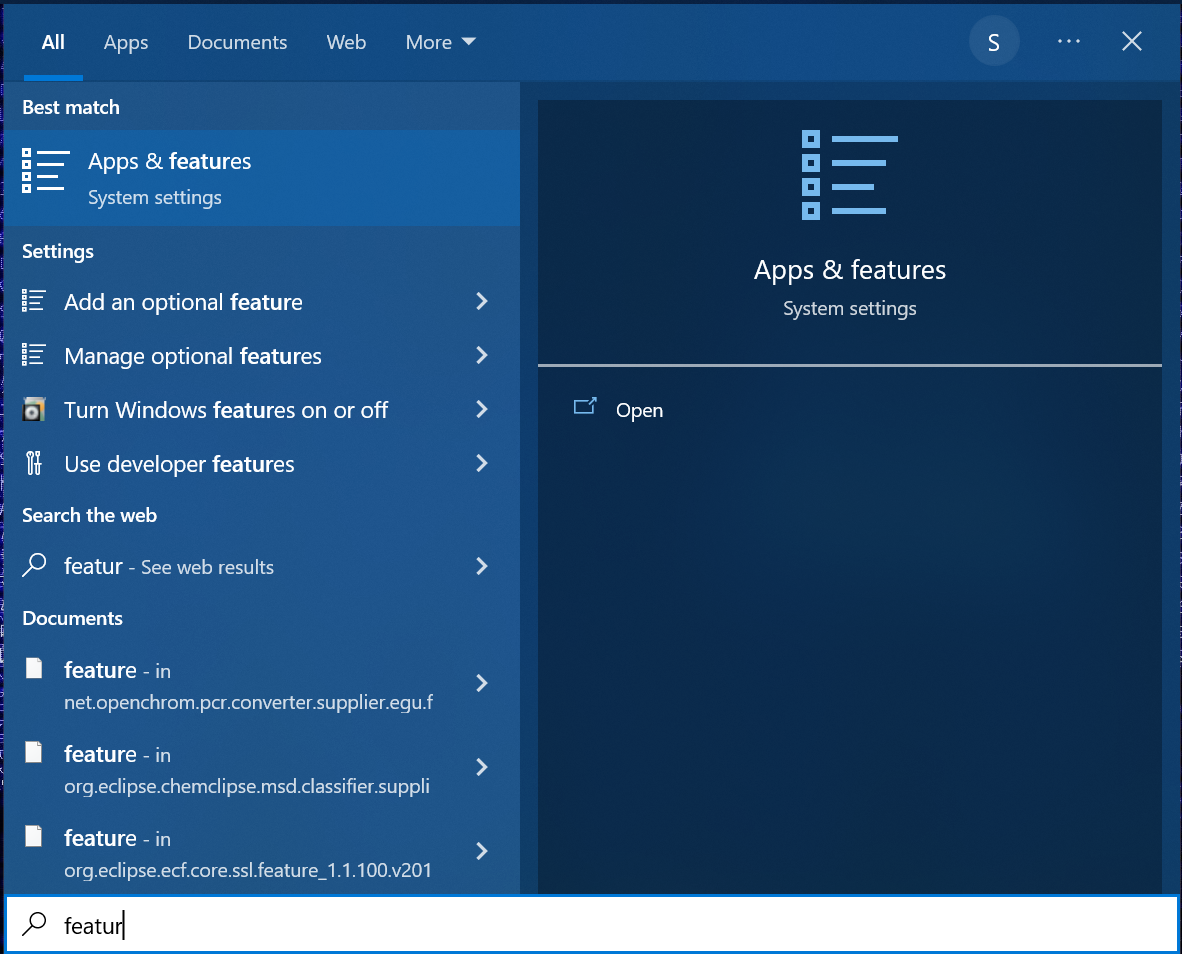 All Apps Documents Web More S
Best match
Apps & features
System settings
Settings
Add an optional feature
Manage optional features
Turn Windows features on or off
Use developer features
Search the web
featur - See web results
Documents
feature - in
net.openchrom.pcr.converter.supplier.egu.f
feature - in
org.eclipse.chemclipse.msd.classifier.suppli
feature - in
org.eclipse.ecf.core.ssl.feature_1.1.100.v201
Apps & features
System settings
Open
featur